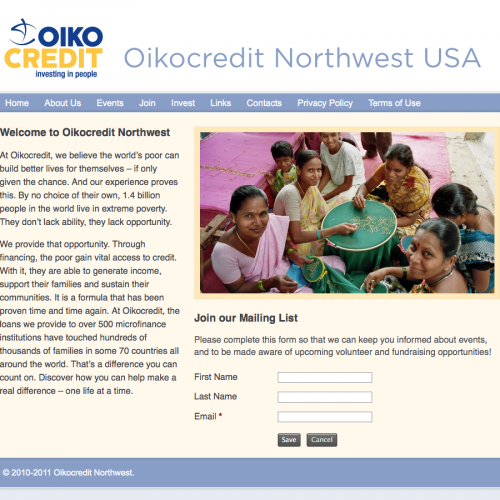 OIKO
CREDIT
investing in people
Oikocredit Northwest USA
Home About Us Events Join Invest Links Contacts Privacy Policy Terms of Use
Welcome to Oikocredit Northwest
At Oikocredit, we believe the world's poor can
build better lives for themselves – if only
given the chance. And our experience proves
this. By no choice of their own, 1.4 billion
people in the world live in extreme poverty.
They don't lack ability, they lack opportunity.
We provide that opportunity. Through
financing, the poor gain vital access to credit.
With it, they are able to generate income,
support their families and sustain their
communities. It is a formula that has been
proven time and time again. At Oikocredit, the
loans we provide to over 500 microfinance
institutions have touched hundreds of
thousands of families in some 70 countries all
around the world. That's a difference you can
count on. Discover how you can help make a
real difference – one life at a time.
Join our Mailing List
Please complete this form so that we can keep you informed about events,
and to be made aware of upcoming volunteer and fundraising opportunities!
First Name
Last Name
Email *
Save Cancel
© 2010-2011 Oikocredit Northwest.